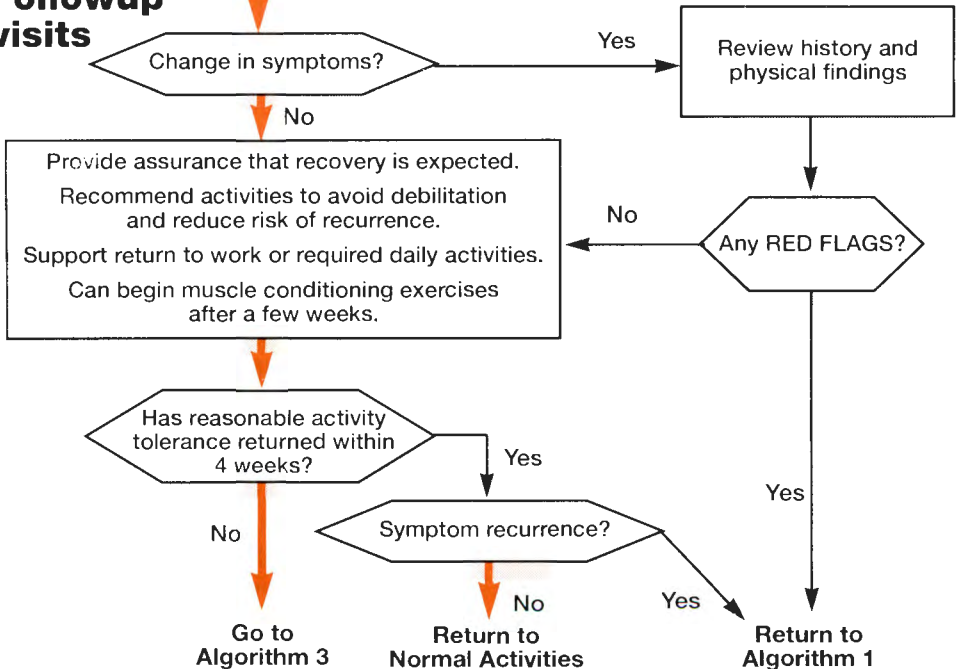 visits
Change in symptoms?
Yes
Review history and
physical findings
No
Provide assurance that recovery is expected.
Recommend activities to avoid debilitation
and reduce risk of recurrence.
Support return to work or required daily activities.
Can begin muscle conditioning exercises
after a few weeks.
No
Any RED FLAGS?
Has reasonable activity
tolerance returned within
4 weeks?
Yes
Yes
No
Symptom recurrence?
No
Yes
Go to
Algorithm 3
Return to
Normal Activities
Return to
Algorithm 1